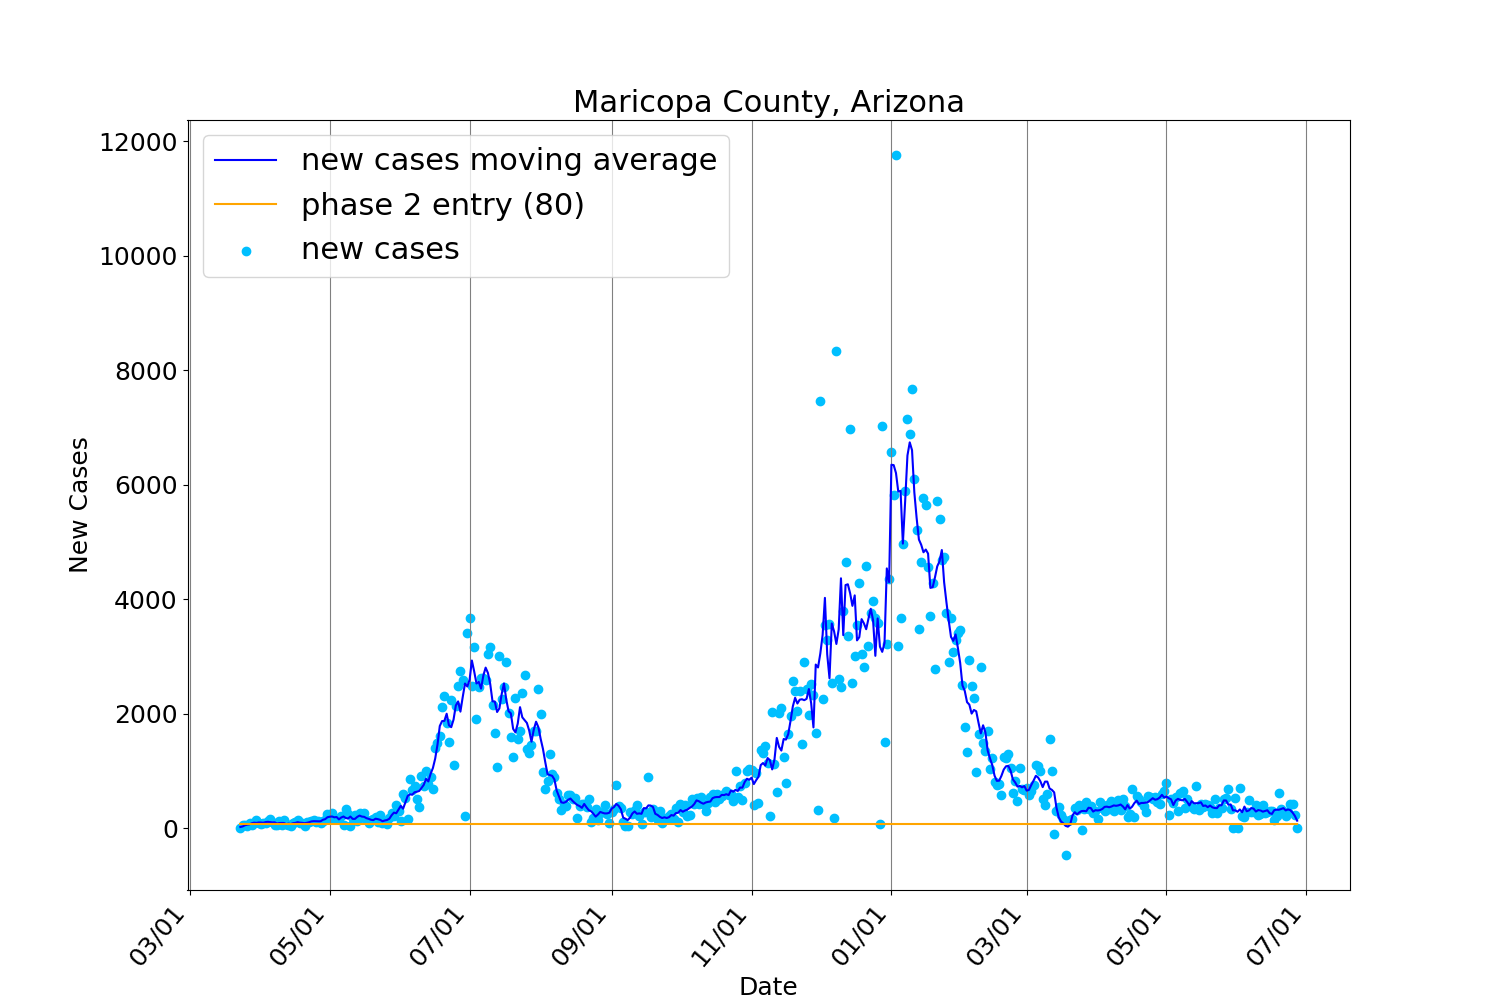 Maricopa County, Arizona
new cases moving average
phase 2 entry (80)
new cases
12000
10000
8000
6000
4000
2000
0
New Cases
03/01
05/01
07/01
09/01
11/01
01/01
03/01
05/01
07/01
Date